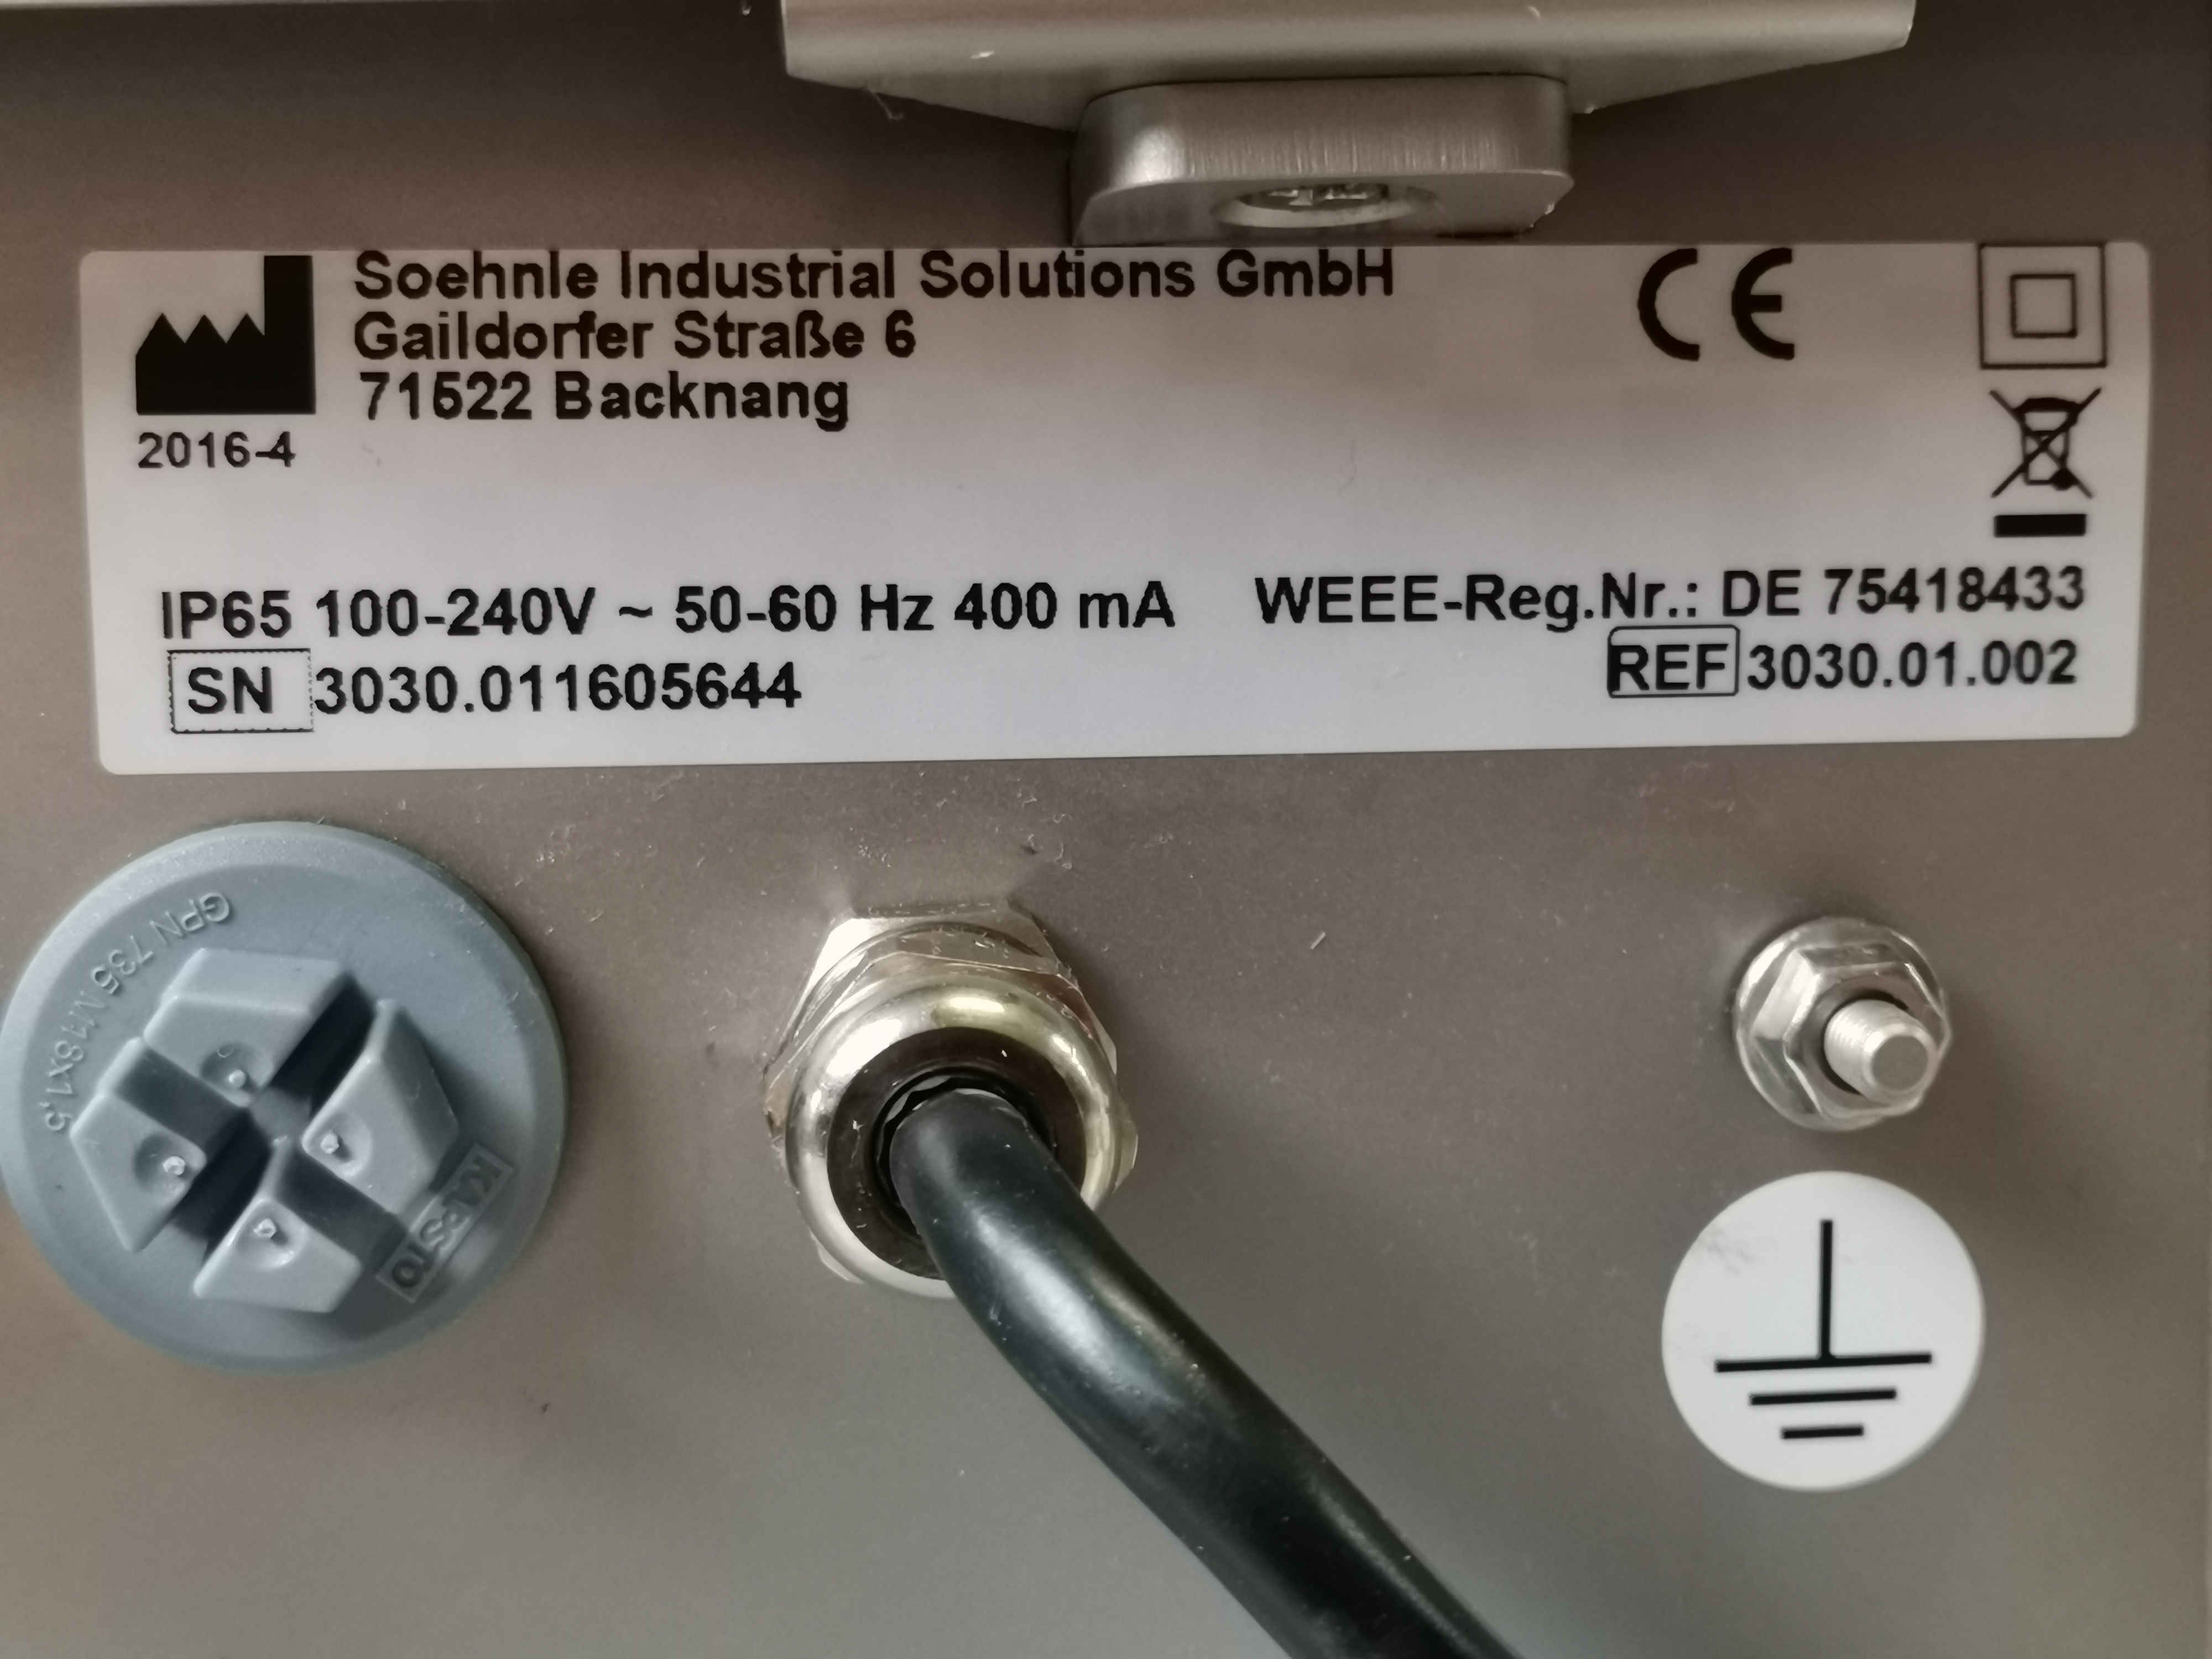 Soehnle Industrial Solutions GmbH
Gaildorfer Straße 6
71522 Backnang
2016-4
CE
IP65 100-240V ~ 50-60 Hz 400 mA
WEEE-Reg.Nr.: DE 75418433
SN 3030.011605644
REF 3030.01.002
GPN 735 M18x1,5
KAPSTO